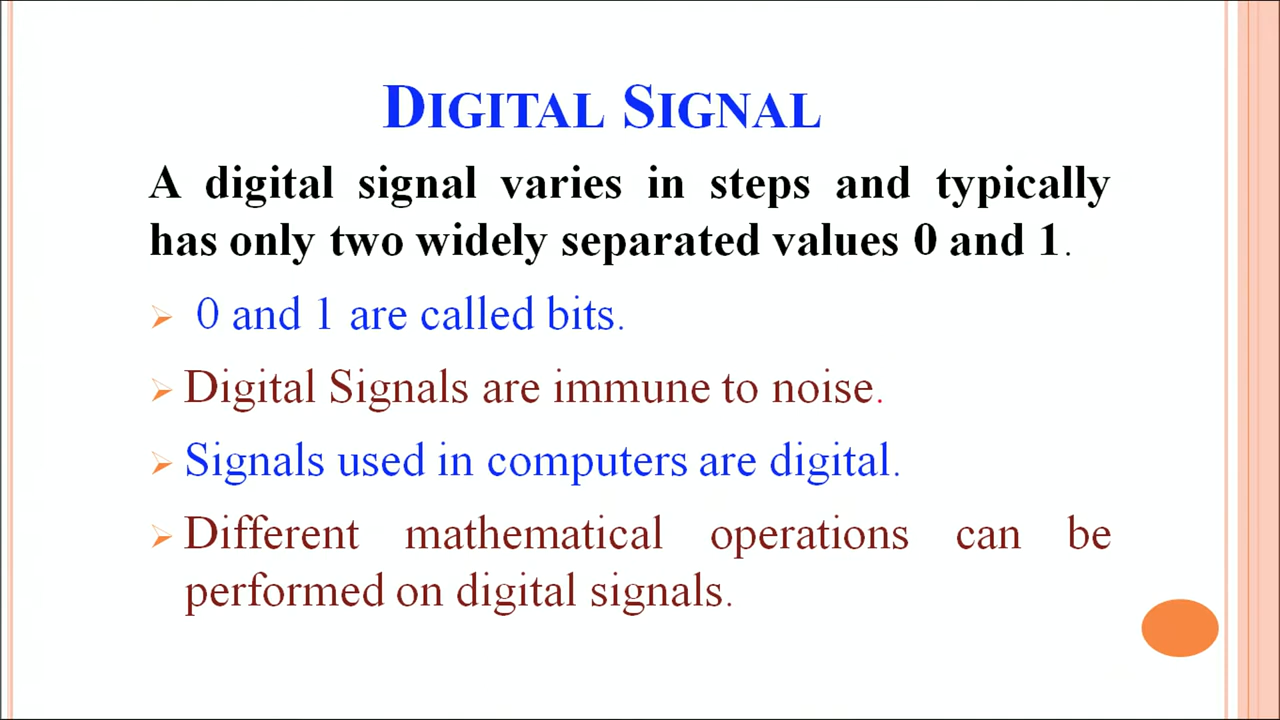 DIGITAL SIGNAL
A digital signal varies in steps and typically
has only two widely separated values 0 and 1.
0 and 1 are called bits.
Digital Signals are immune to noise.
Signals used in computers are digital.
Different mathematical operations can be
performed on digital signals.